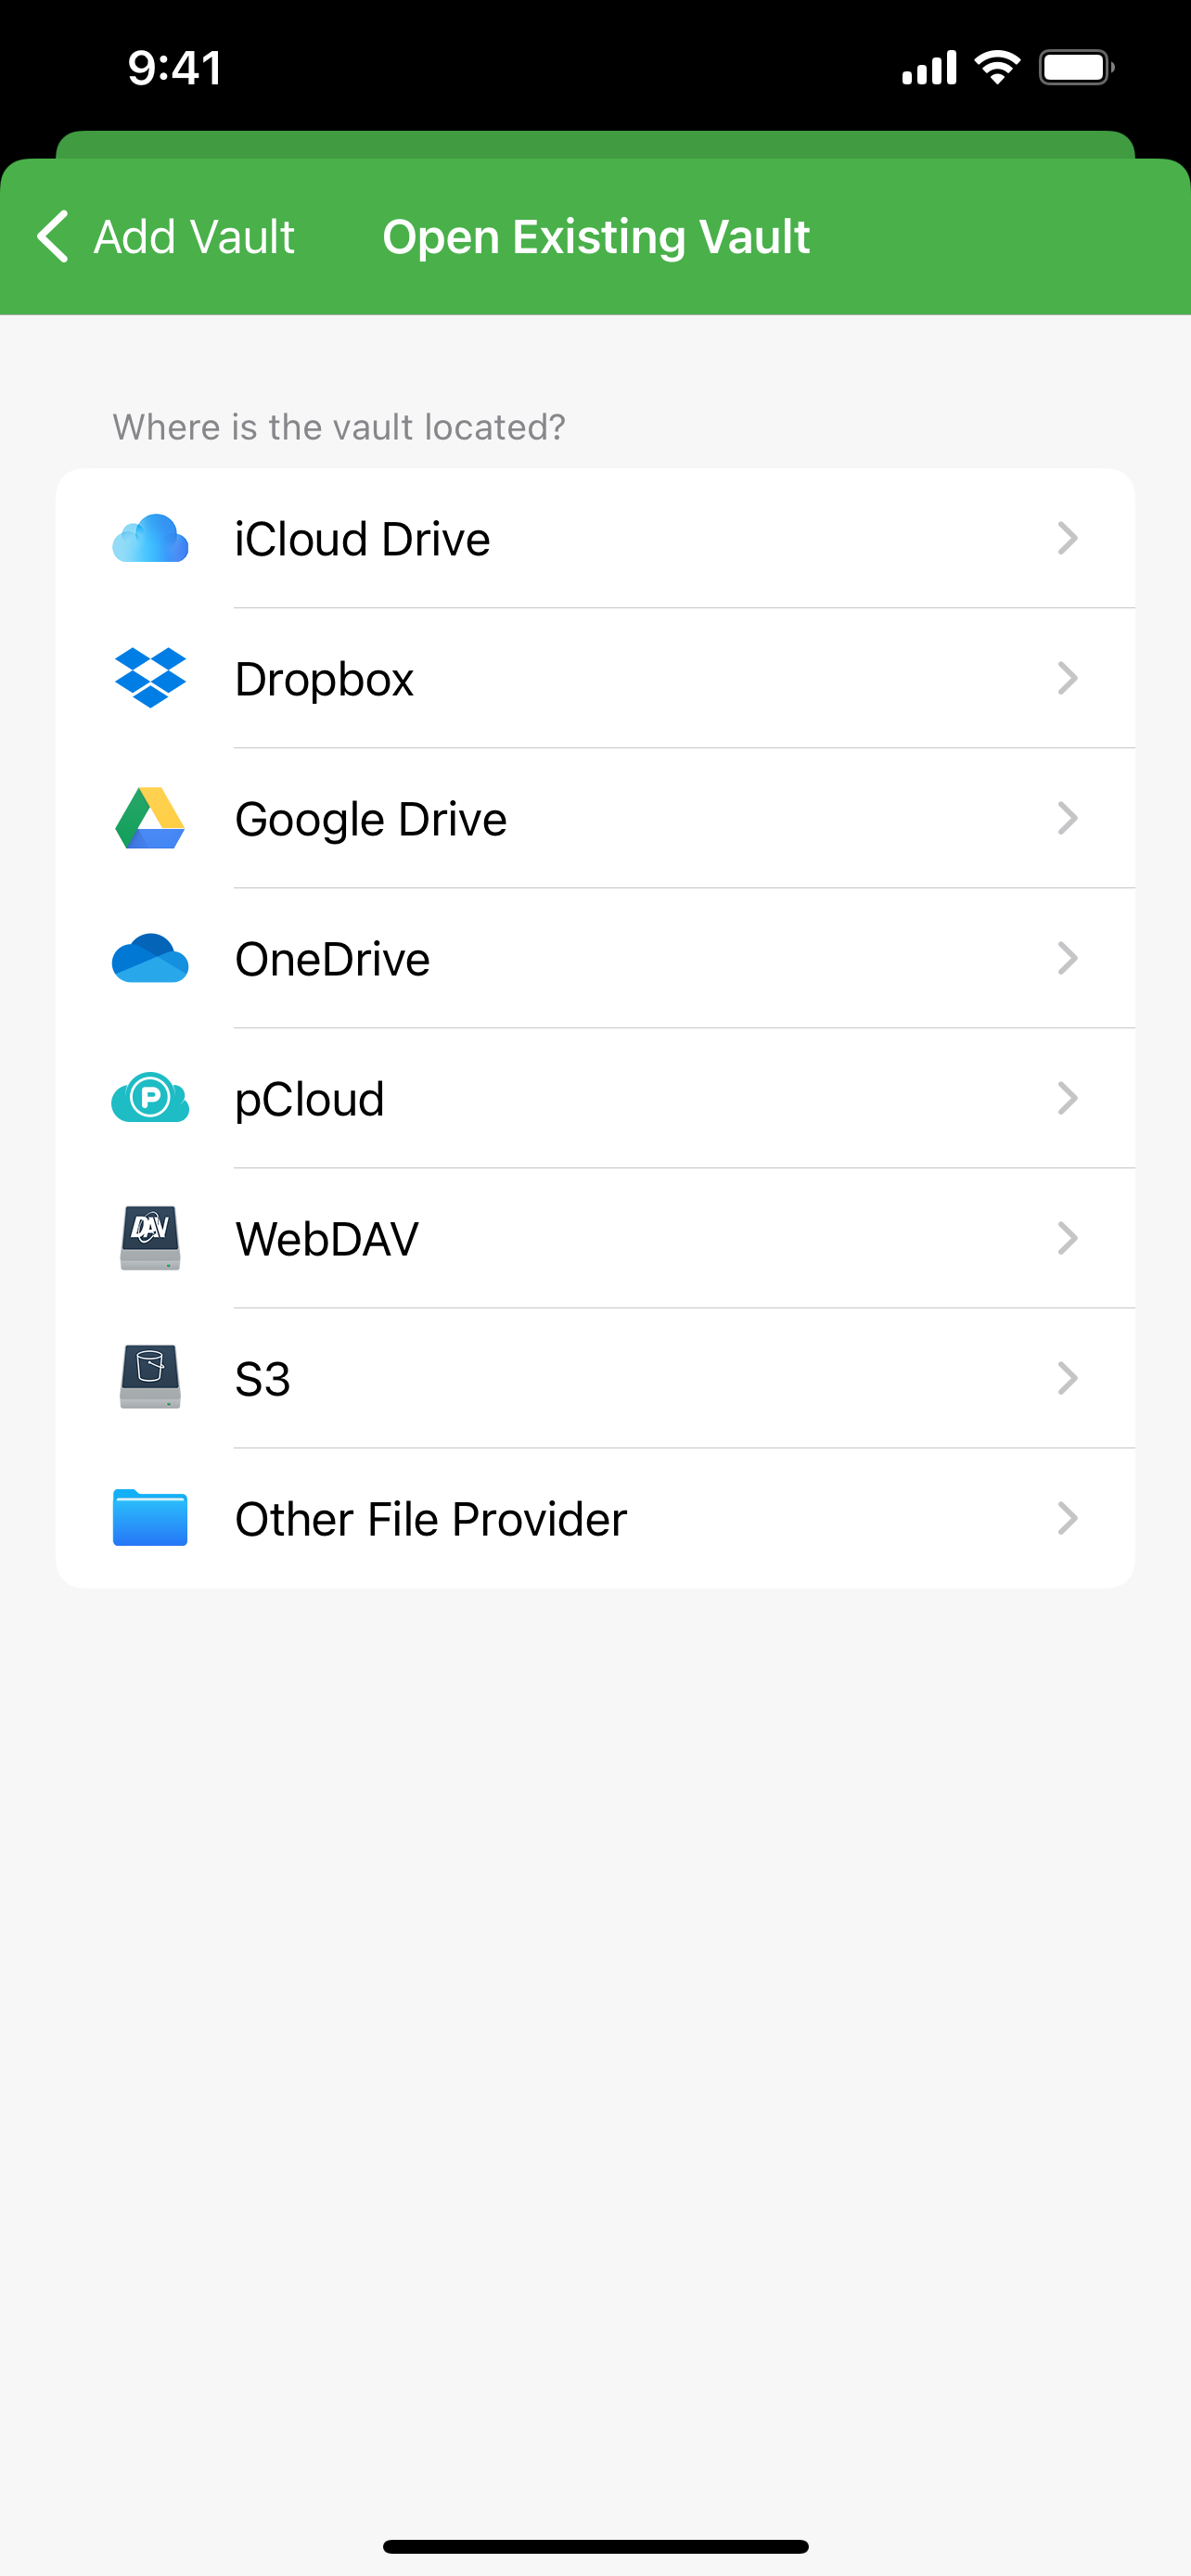 9:41
Add Vault
Open Existing Vault
Where is the vault located?
iCloud Drive
Dropbox
Google Drive
OneDrive
P
pCloud
DAV
WebDAV
S3
Other File Provider